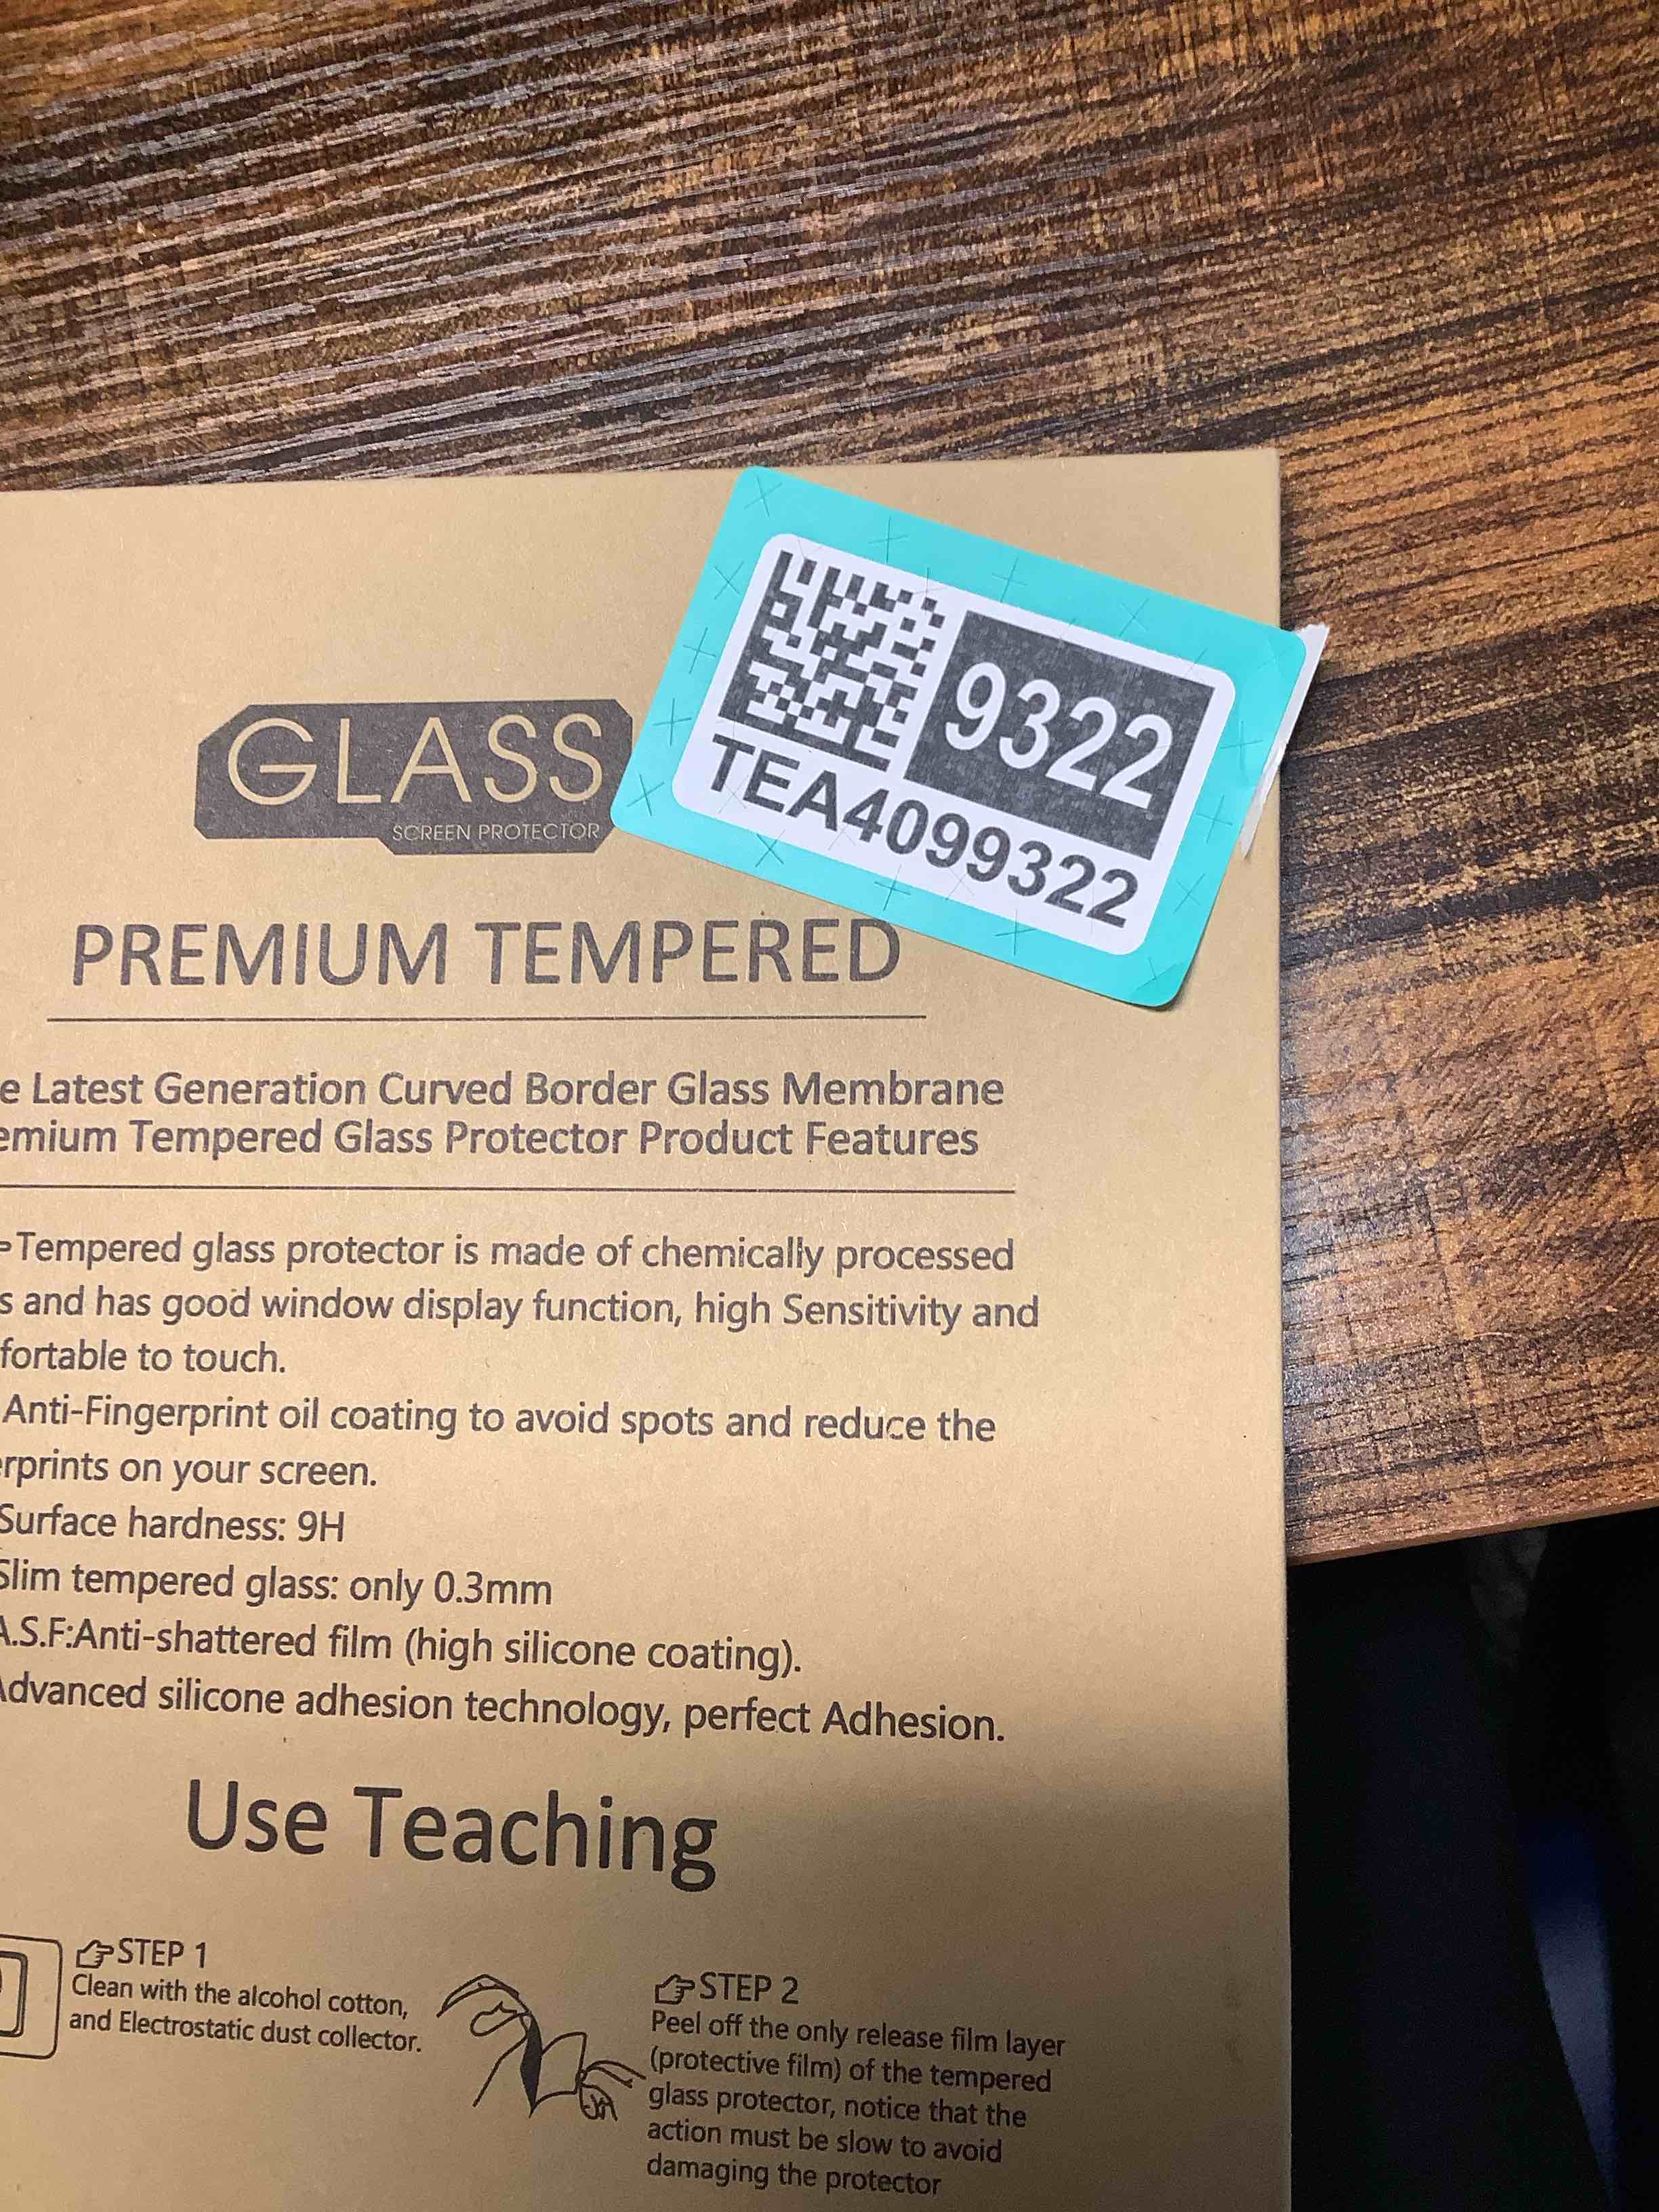 9322
TEA4099322
GLASS
SCREEN PROTECTOR
PREMIUM TEMPERED
Latest Generation Curved Border Glass Membrane
Tempered Glass Protector Product Features
Tempered glass protector is made of chemically processed
and has good window display function, high Sensitivity and
to touch.
Anti-Fingerprint oil coating to avoid spots and reduce the
on your screen.
Surface hardness: 9H
Slim tempered glass: only 0.3mm
A.S.F:Anti-shattered film (high silicone coating).
Advanced silicone adhesion technology, perfect Adhesion.
Use Teaching
STEP 1
Clean with the alcohol cotton,
and Electrostatic dust collector.
STEP 2
Peel off the only release film layer
(protective film) of the tempered
glass protector, notice that the
action must be slow to avoid
damaging the protector